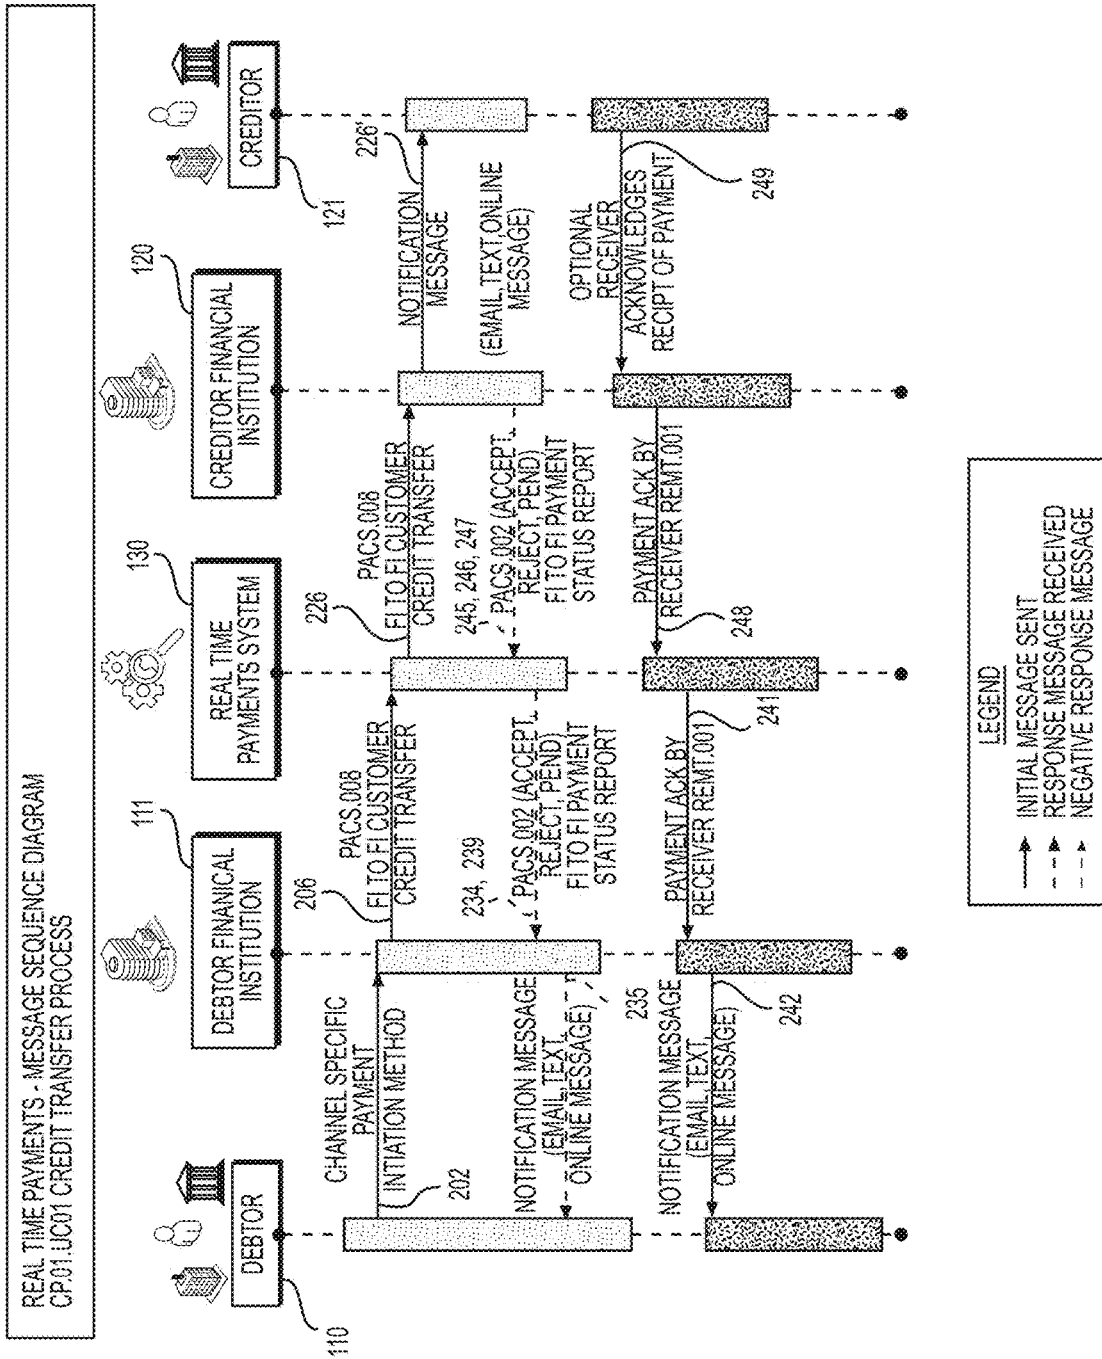 REAL TIME PAYMENTS - MESSAGE SEQUENCE DIAGRAM
CP.01.UC01 CREDIT TRANSFER PROCESS
DEBTOR
110
DEBTOR FINANICAL
INSTITUTION
111
REAL TIME
PAYMENTS SYSTEM
130
CREDITOR FINANCIAL
INSTITUTION
120
CREDITOR
121
CHANNEL SPECIFIC
PAYMENT
INTIATION METHOD
202
206
PACS.008
FI TO FI CUSTOMER
CREDIT TRANSFER
226
PACS.008
FI TO FI CUSTOMER
CREDIT TRANSFER
226'
NOTIFICATION
MESSAGE
(EMAIL,TEXT,ONLINE
MESSAGE)
245, 246, 247
PACS.002 (ACCEPT,
REJECT, PEND)
FI TO FI PAYMENT
STATUS REPORT
234, 239
PACS.002 (ACCEPT,
REJECT, PEND)
FI TO FI PAYMENT
STATUS REPORT
NOTIFICATION MESSAGE
(EMAIL,TEXT,
ONLINE MESSAGE)
235
OPTIONAL
RECEIVER
ACKNOWLEDGES
RECIPT OF PAYMENT
249
PAYMENT ACK BY
RECEIVER REMT.001
248
PAYMENT ACK BY
RECEIVER REMT.001
241
NOTIFICATION MESSAGE
(EMAIL,TEXT,
ONLINE MESSAGE)
242
LEGEND
INITIAL MESSAGE SENT
RESPONSE MESSAGE RECEIVED
NEGATIVE RESPONSE MESSAGE